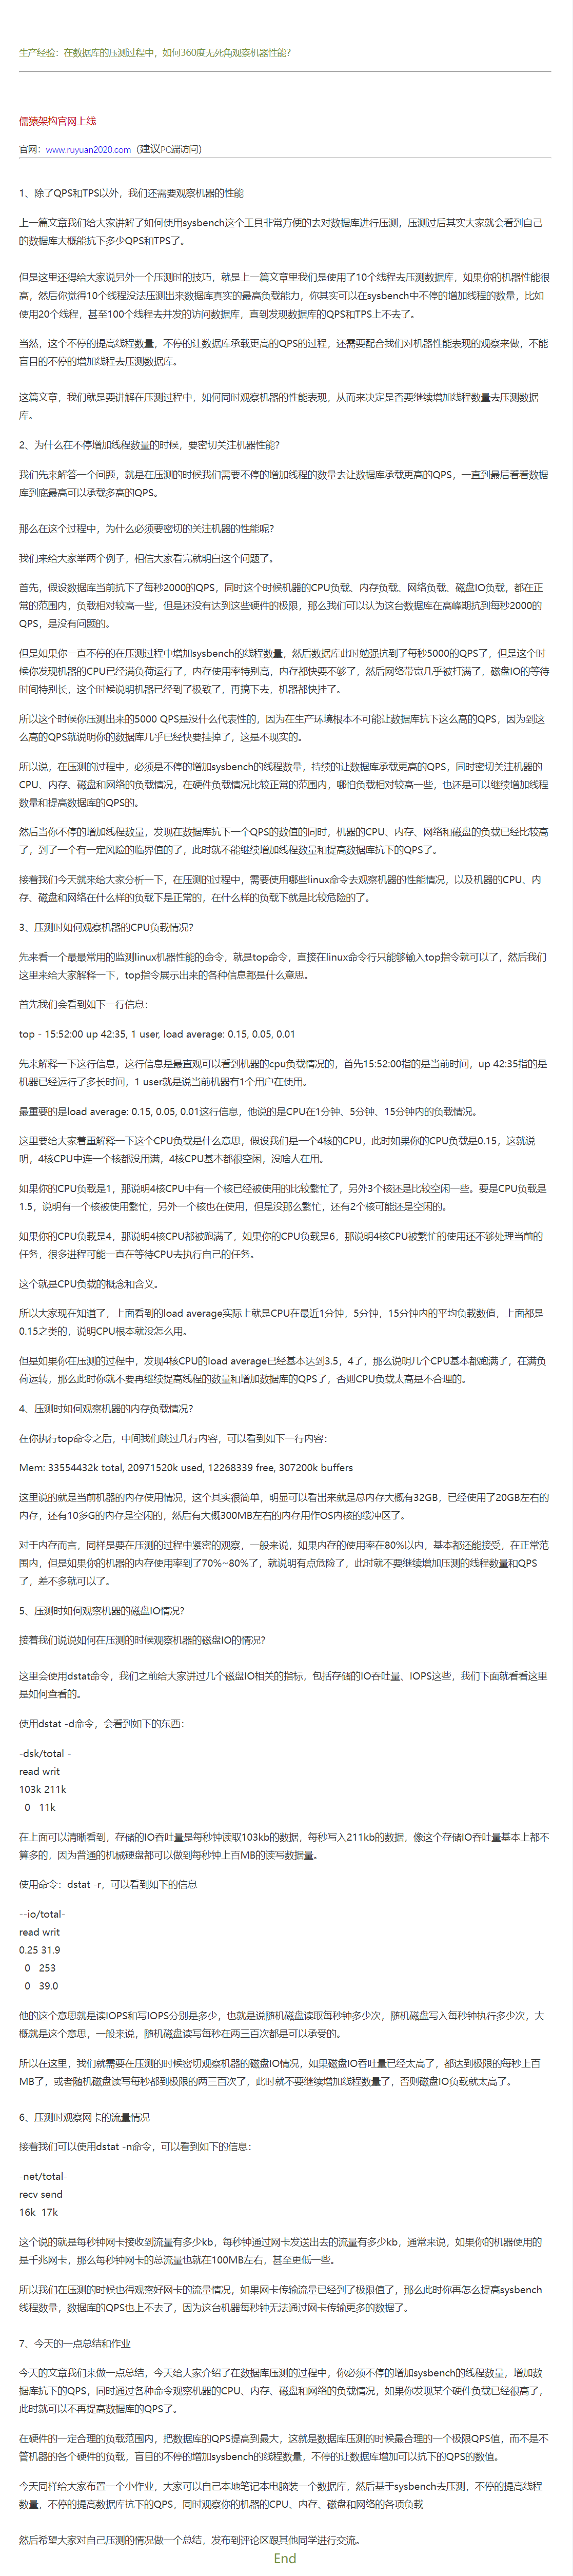 生产经验：在数据库的压测过程中，如何360度无死角观察机器性能？
儒猿架构官网上线
官网：www.ruyuan2020.com（建议PC端访问）
1、除了QPS和TPS以外，我们还需要观察机器的性能
上一篇文章我们给大家讲解了如何使用sysbench这个工具非常方便的去对数据库进行压测，压测过后其实大家就会看到自己
的数据库大概能抗下多少QPS和TPS了。
但是这里还得给大家说另外一个压测时的技巧，就是上一篇文章里我们是使用了10个线程去压测数据库，如果你的机器性能很
高，然后你觉得10个线程没法压测出来数据库真实的最高负载能力，你其实可以在sysbench中不停的增加线程的数量，比如
使用20个线程，甚至100个线程去并发的访问数据库，直到发现数据库的QPS和TPS上不去了。
当然，这个不停的提高线程数量，不停的让数据库承载更高的QPS的过程，还需要配合我们对机器性能表现的观察来做，不能
盲目的不停的增加线程去压测数据库。
这篇文章，我们就是要讲解在压测过程中，如何同时观察机器的性能表现，从而来决定是否要继续增加线程数量去压测数据
库。
2、为什么在不停增加线程数量的时候，要密切关注机器性能？
我们先来解答一个问题，就是在压测的时候我们需要不停的增加线程的数量去让数据库承载更高的QPS，一直到最后看看数据
库到底最高可以承载多高的QPS。
那么在这个过程中，为什么必须要密切的关注机器的性能呢？
我们来给大家举两个例子，相信大家看完就明白这个问题了。
首先，假设数据库当前抗下了每秒2000的QPS，同时这个时候机器的CPU负载、内存负载、网络负载、磁盘IO负载，都在正
常的范围内，负载相对较高一些，但是还没有达到这些硬件的极限，那么我们可以认为这台数据库在高峰期抗到每秒2000的
QPS，是没有问题的。
但是如果你一直不停的在压测过程中增加sysbench的线程数量，然后数据库此时勉强抗到了每秒5000的QPS了，但是这个时
候你发现机器的CPU已经满负荷运行了，内存使用率特别高，内存都快要不够了，然后网络带宽几乎被打满了，磁盘IO的等待
时间特别长，这个时候说明机器已经到了极致了，再搞下去，机器都快挂了。
所以这个时候你压测出来的5000 QPS是没什么代表性的，因为在生产环境根本不可能让数据库抗下这么高的QPS，因为到这
么高的QPS就说明你的数据库几乎已经快要挂掉了，这是不现实的。
所以说，在压测的过程中，必须是不停的增加sysbench的线程数量，持续的让数据库承载更高的QPS，同时密切关注机器的
CPU、内存、磁盘和网络的负载情况，在硬件负载情况比较正常的范围内，哪怕负载相对较高一些，也还是可以继续增加线程
数量和提高数据库的QPS的。
然后当你不停的增加线程数量，发现在数据库抗下一个QPS的数值的同时，机器的CPU、内存、网络和磁盘的负载已经比较高
了，到了一个有一定风险的临界值的了，此时就不能继续增加线程数量和提高数据库抗下的QPS了。
接着我们今天就来给大家分析一下，在压测的过程中，需要使用哪些linux命令去观察机器的性能情况，以及机器的CPU、内
存、磁盘和网络在什么样的负载下是正常的，在什么样的负载下就是比较危险的了。
3、压测时如何观察机器的CPU负载情况？
先来看一个最最常用的监测linux机器性能的命令，就是top命令，直接在linux命令行只能够输入top指令就可以了，然后我们
这里来给大家解释一下，top指令展示出来的各种信息都是什么意思。
首先我们会看到如下一行信息：
top - 15:52:00 up 42:35, 1 user, load average: 0.15, 0.05, 0.01
先来解释一下这行信息，这行信息是最直观可以看到机器的cpu负载情况的，首先15:52:00指的是当前时间，up 42:35指的是
机器已经运行了多长时间，1 user就是说当前机器有1个用户在使用。
最重要的是load average: 0.15, 0.05, 0.01这行信息，他说的是CPU在1分钟、5分钟、15分钟内的负载情况。
这里要给大家着重解释一下这个CPU负载是什么意思，假设我们是一个4核的CPU，此时如果你的CPU负载是0.15，这就说
明，4核CPU中连一个核都没用满，4核CPU基本都很空闲，没啥人在用。
如果你的CPU负载是1，那说明4核CPU中有一个核已经被使用的比较繁忙了，另外3个核还是比较空闲一些。要是CPU负载是
1.5，说明有一个核被使用繁忙，另外一个核也在使用，但是没那么繁忙，还有2个核可能还是空闲的。
如果你的CPU负载是4，那说明4核CPU都被跑满了，如果你的CPU负载是6，那说明4核CPU被繁忙的使用还不够处理当前的
任务，很多进程可能一直在等待CPU去执行自己的任务。
这个就是CPU负载的概念和含义。
所以大家现在知道了，上面看到的load average实际上就是CPU在最近1分钟，5分钟，15分钟内的平均负载数值，上面都是
0.15之类的，说明CPU根本就没怎么用。
但是如果你在压测的过程中，发现4核CPU的load average已经基本达到3.5，4了，那么说明几个CPU基本都跑满了，在满负
荷运转，那么此时你就不要再继续提高线程的数量和增加数据库的QPS了，否则CPU负载太高是不合理的。
4、压测时如何观察机器的内存负载情况？
在你执行top命令之后，中间我们跳过几行内容，可以看到如下一行内容：
Mem: 33554432k total, 20971520k used, 12268339 free, 307200k buffers
这里说的就是当前机器的内存使用情况，这个其实很简单，明显可以看出来就是总内存大概有32GB，已经使用了20GB左右的
内存，还有10多G的内存是空闲的，然后有大概300MB左右的内存用作OS内核的缓冲区了。
对于内存而言，同样是要在压测的过程中紧密的观察，一般来说，如果内存的使用率在80%以内，基本都还能接受，在正常范
围内，但是如果你的机器的内存使用率到了70%~80%了，就说明有点危险了，此时就不要继续增加压测的线程数量和QPS
了，差不多就可以了。
5、压测时如何观察机器的磁盘IO情况？
接着我们说说如何在压测的时候观察机器的磁盘IO的情况？
这里会使用dstat命令，我们之前给大家讲过几个磁盘IO相关的指标，包括存储的IO吞吐量、IOPS这些，我们下面就看看这里
是如何查看的。
使用dstat -d命令，会看到如下的东西：
-dsk/total -
read writ
103k 211k
0 11k
在上面可以清晰看到，存储的IO吞吐量是每秒钟读取103kb的数据，每秒写入211kb的数据，像这个存储IO吞吐量基本上都不
算多的，因为普通的机械硬盘都可以做到每秒钟上百MB的读写数据量。
使用命令：dstat -r，可以看到如下的信息
--io/total-
read writ
0.25 31.9
0 253
0 39.0
他的这个意思就是读IOPS和写IOPS分别是多少，也就是说随机磁盘读取每秒钟多少次，随机磁盘写入每秒钟执行多少次，大
概就是这个意思，一般来说，随机磁盘读写每秒在两三百次都是可以承受的。
所以在这里，我们就需要在压测的时候密切观察机器的磁盘IO情况，如果磁盘IO吞吐量已经太高了，都达到极限的每秒上百
MB了，或者随机磁盘读写每秒都到极限的两三百次了，此时就不要继续增加线程数量了，否则磁盘IO负载就太高了。
6、压测时观察网卡的流量情况
接着我们可以使用dstat -n命令，可以看到如下的信息：
-net/total-
recv send
16k 17k
这个说的就是每秒钟网卡接收到流量有多少kb，每秒钟通过网卡发送出去的流量有多少kb，通常来说，如果你的机器使用的
是千兆网卡，那么每秒钟网卡的总流量也就在100MB左右，甚至更低一些。
所以我们在压测的时候也得观察好网卡的流量情况，如果网卡传输流量已经到了极限值了，那么此时你再怎么提高sysbench
线程数量，数据库的QPS也上不去了，因为这台机器每秒钟无法通过网卡传输更多的数据了。
7、今天的一点总结和作业
今天的文章我们来做一点总结，今天给大家介绍了在数据库压测的过程中，你必须不停的增加sysbench的线程数量，增加数
据库抗下的QPS，同时通过各种命令观察机器的CPU、内存、磁盘和网络的负载情况，如果你发现某个硬件负载已经很高了，
此时就可以不再提高数据库的QPS了。
在硬件的一定合理的负载范围内，把数据库的QPS提高到最大，这就是数据库压测的时候最合理的一个极限QPS值，而不是不
管机器的各个硬件的负载，盲目的不停的增加sysbench的线程数量，不停的让数据库增加可以抗下的QPS的数值。
今天同样给大家布置一个小作业，大家可以自己本地笔记本电脑装一个数据库，然后基于sysbench去压测，不停的提高线程
数量，不停的提高数据库抗下的QPS，同时观察你的机器的CPU、内存、磁盘和网络的各项负载
然后希望大家对自己压测的情况做一个总结，发布到评论区跟其他同学进行交流。
End